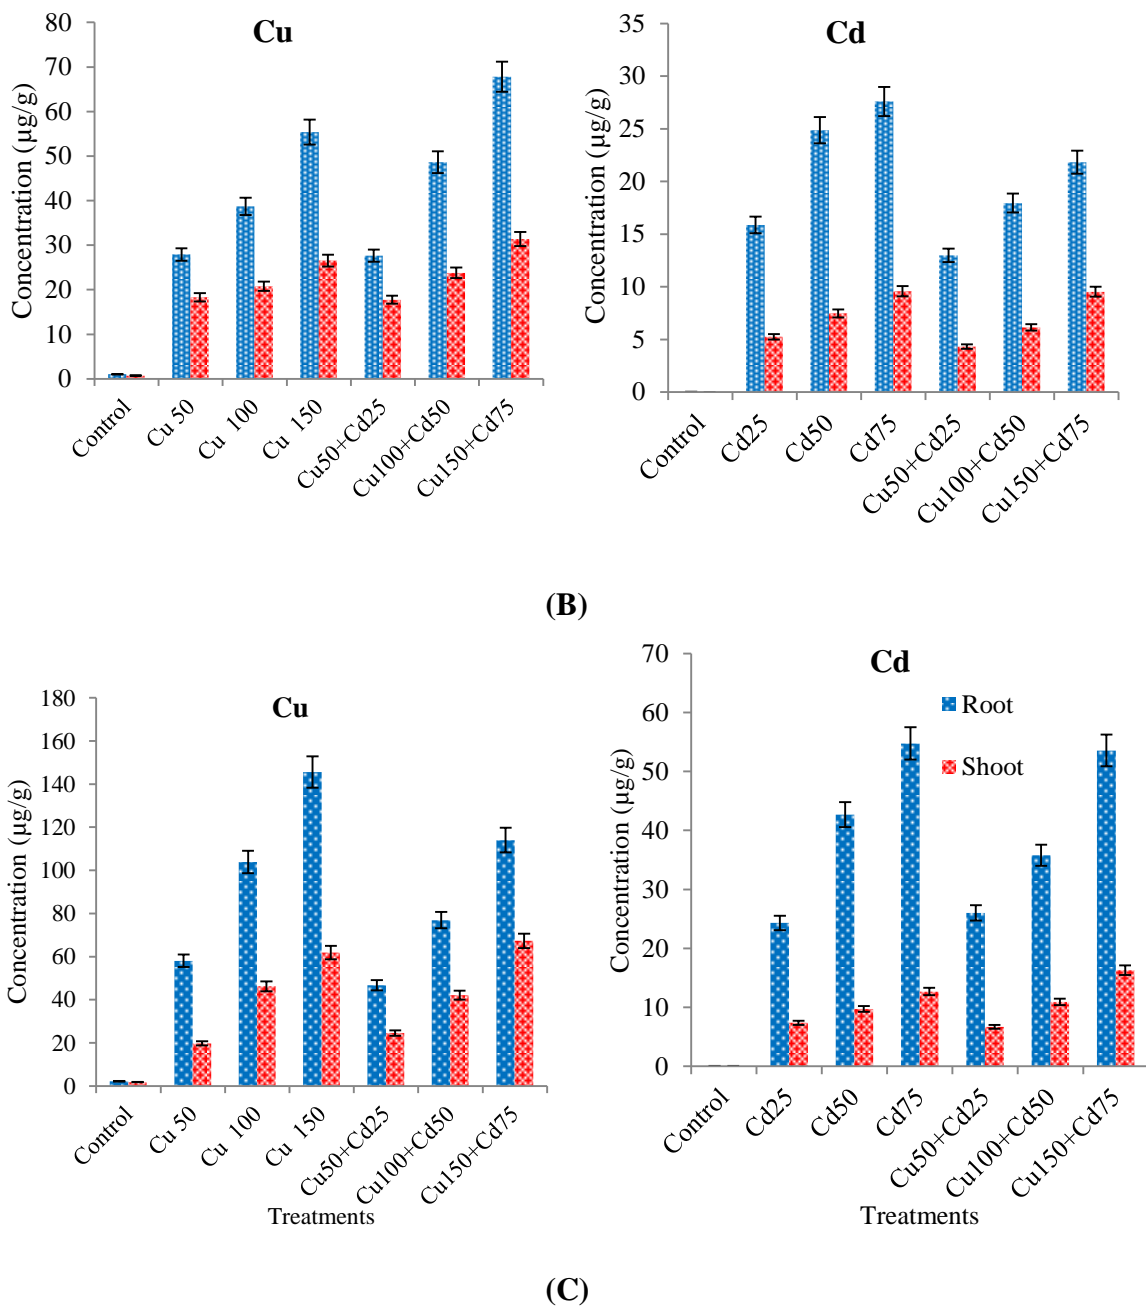 Cu
Concentration (µg/g)
80
70
60
50
40
30
20
10
0
Control
Cu 50
Cu 100
Cu 150
Cu50+Cd25
Cu100+Cd50
Cu150+Cd75
Cd
Concentration (µg/g)
35
30
25
20
15
10
5
0
Control
Cd25
Cd50
Cd75
Cu50+Cd25
Cu100+Cd50
Cu150+Cd75
(B)
Cu
Concentration (µg/g)
180
160
140
120
100
80
60
40
20
0
Control
Cu 50
Cu 100
Cu 150
Cu50+Cd25
Cu100+Cd50
Cu150+Cd75
Treatments
Cd
Concentration (µg/g)
70
60
50
40
30
20
10
0
Root
Shoot
Control
Cd25
Cd50
Cd75
Cu50+Cd25
Cu100+Cd50
Cu150+Cd75
Treatments
(C)